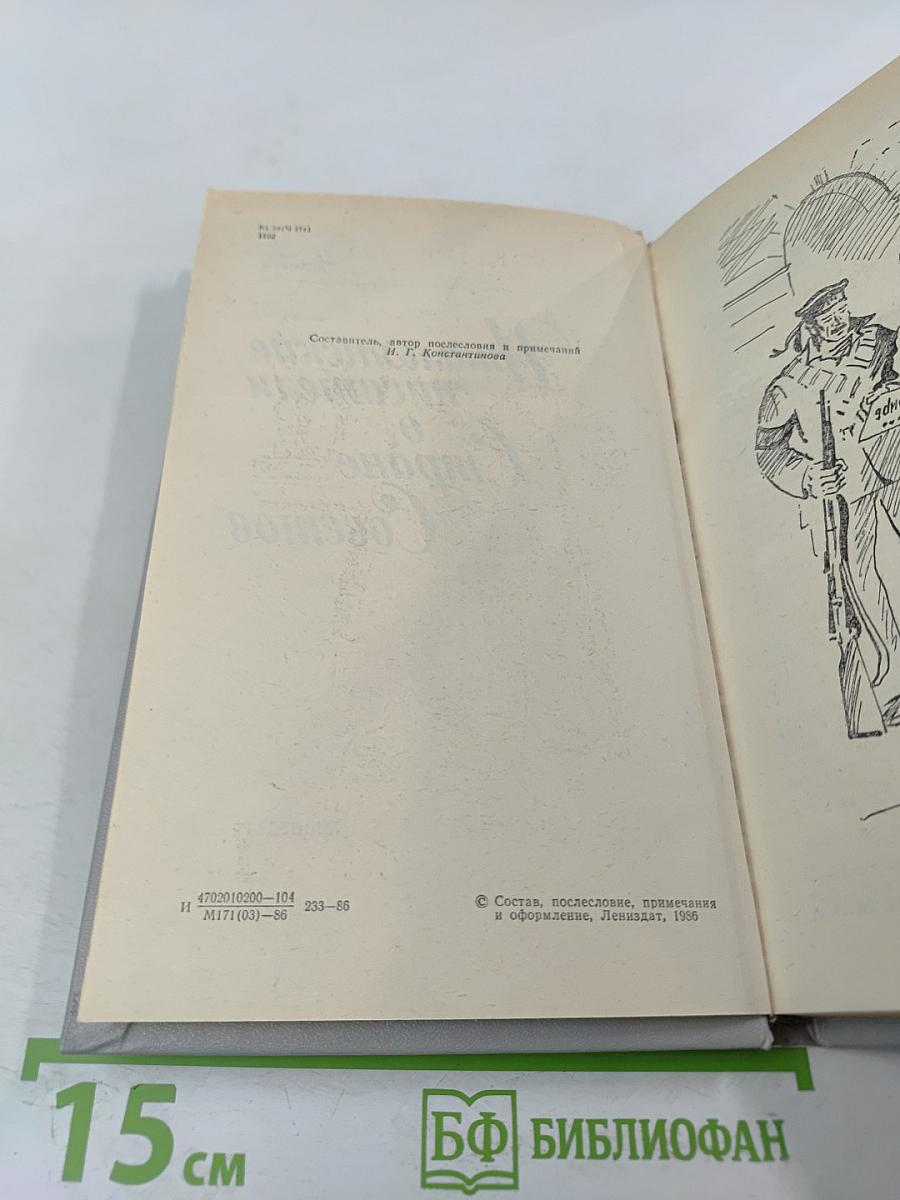 Составитель, автор послесловия и примечаний
И. Г. Константинова
И 4702010200—104 233—86
М171(03)—86
© Состав, послесловие, примечания
и оформление, Лениздат, 1986
15 см
БФ БИБЛИОФАН